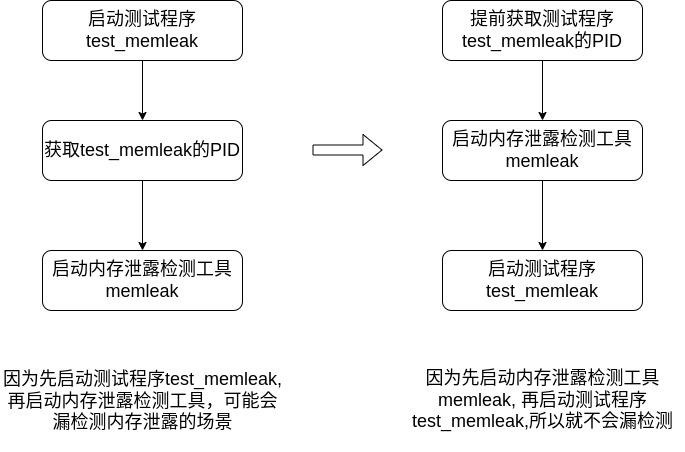 启动测试程序
test_memleak
获取test_memleak的PID
启动内存泄露检测工具
memleak
因为先启动测试程序test_memleak,
再启动内存泄露检测工具，可能会
漏检测内存泄露的场景
提前获取测试程序
test_memleak的PID
启动内存泄露检测工具
memleak
启动测试程序
test_memleak
因为先启动内存泄露检测工具
memleak, 再启动测试程序
test_memleak,所以就不会漏检测